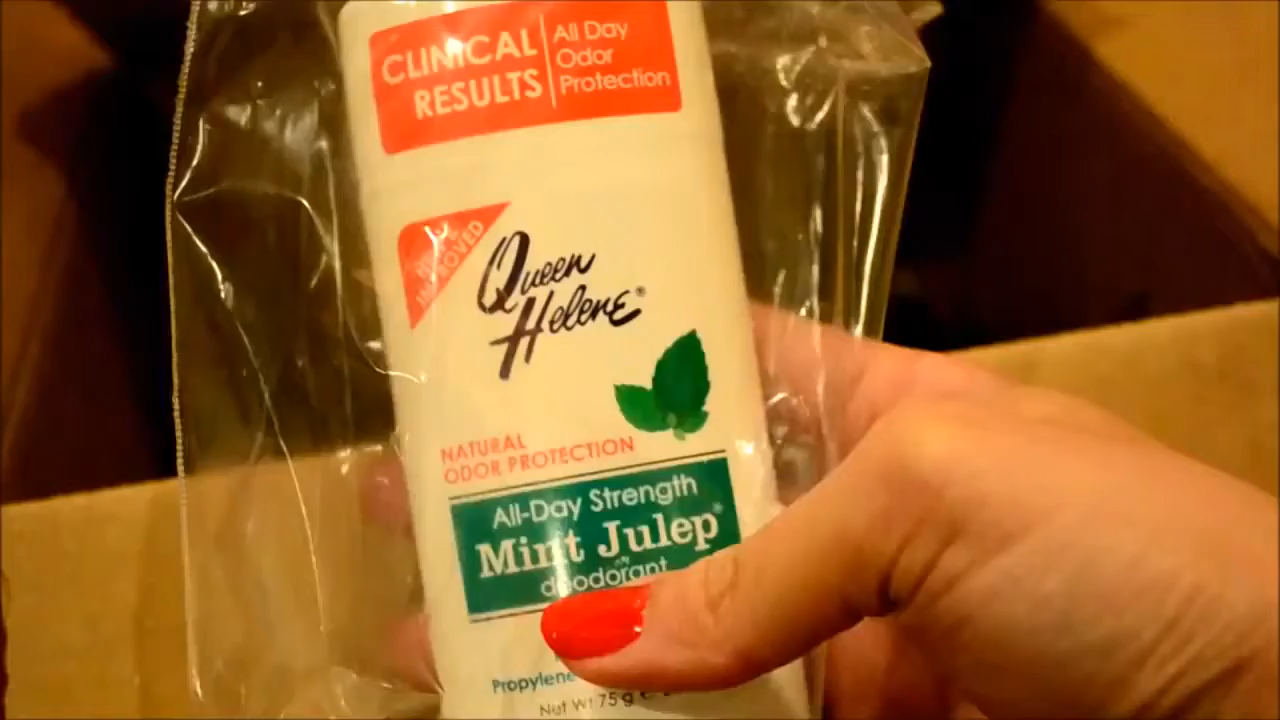 CLINICAL
RESULTS
All Day
Odor
Protection
IMPROVED
Queen
Helene®
NATURAL
ODOR PROTECTION
All-Day Strength
Mint Julep®
deodorant
Propylene
Net Wt 75 g